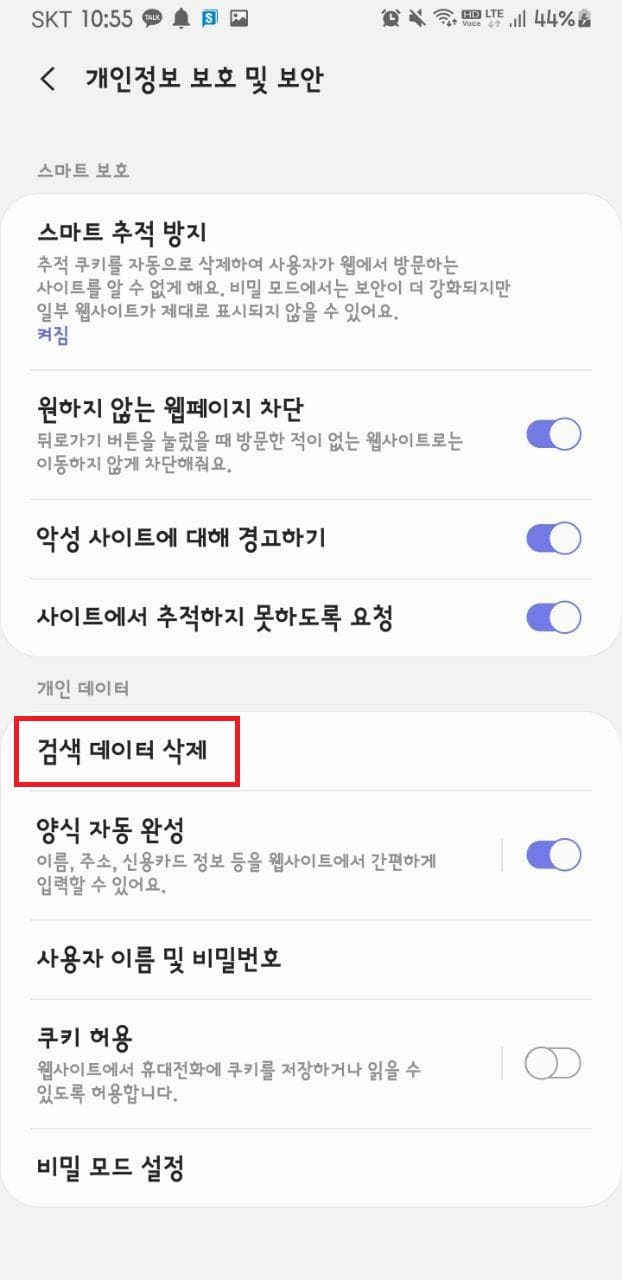 SKT 10:55 TALK S HD Voice LTE 44%
개인정보 보호 및 보안
스마트 보호
스마트 추적 방지
추적 쿠키를 자동으로 삭제하여 사용자가 웹에서 방문하는
사이트를 알 수 없게 해요. 비밀 모드에서는 보안이 더 강화되지만
일부 웹사이트가 제대로 표시되지 않을 수 있어요.
켜짐
원하지 않는 웹페이지 차단
뒤로가기 버튼을 눌렀을 때 방문한 적이 없는 웹사이트로는
이동하지 않게 차단해줘요.
악성 사이트에 대해 경고하기
사이트에서 추적하지 못하도록 요청
개인 데이터
검색 데이터 삭제
양식 자동 완성
이름, 주소, 신용카드 정보 등을 웹사이트에서 간편하게
입력할 수 있어요.
사용자 이름 및 비밀번호
쿠키 허용
웹사이트에서 휴대전화에 쿠키를 저장하거나 읽을 수
있도록 허용합니다.
비밀 모드 설정